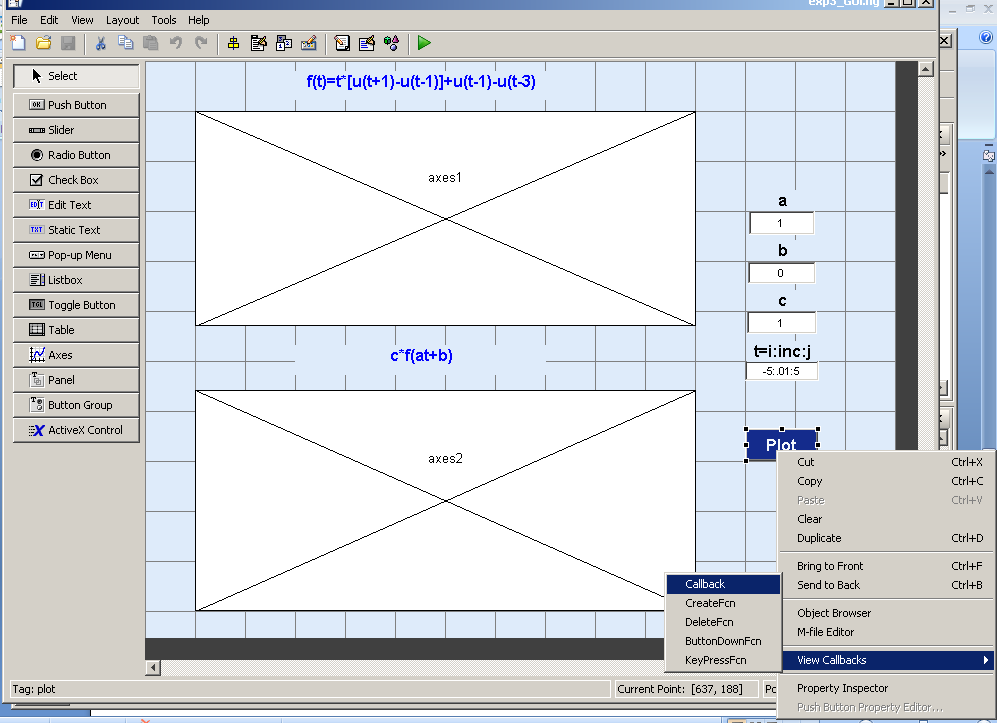 exp3_GUI.fig
File Edit View Layout Tools Help
Select
Push Button
Slider
Radio Button
Check Box
Edit Text
Static Text
Pop-up Menu
Listbox
Toggle Button
Table
Axes
Panel
Button Group
ActiveX Control
f(t)=t*[u(t+1)-u(t-1)]+u(t-1)-u(t-3)
axes1
c*f(at+b)
axes2
a
1
b
0
c
1
t=i:inc:j
-5:.01:5
Plot
Cut Ctrl+X
Copy Ctrl+C
Paste Ctrl+V
Clear
Duplicate Ctrl+D
Bring to Front Ctrl+F
Send to Back Ctrl+B
Object Browser
M-file Editor
View Callbacks
Property Inspector
Push Button Property Editor...
Callback
CreateFcn
DeleteFcn
ButtonDownFcn
KeyPressFcn
Tag: plot
Current Point: [637, 188]